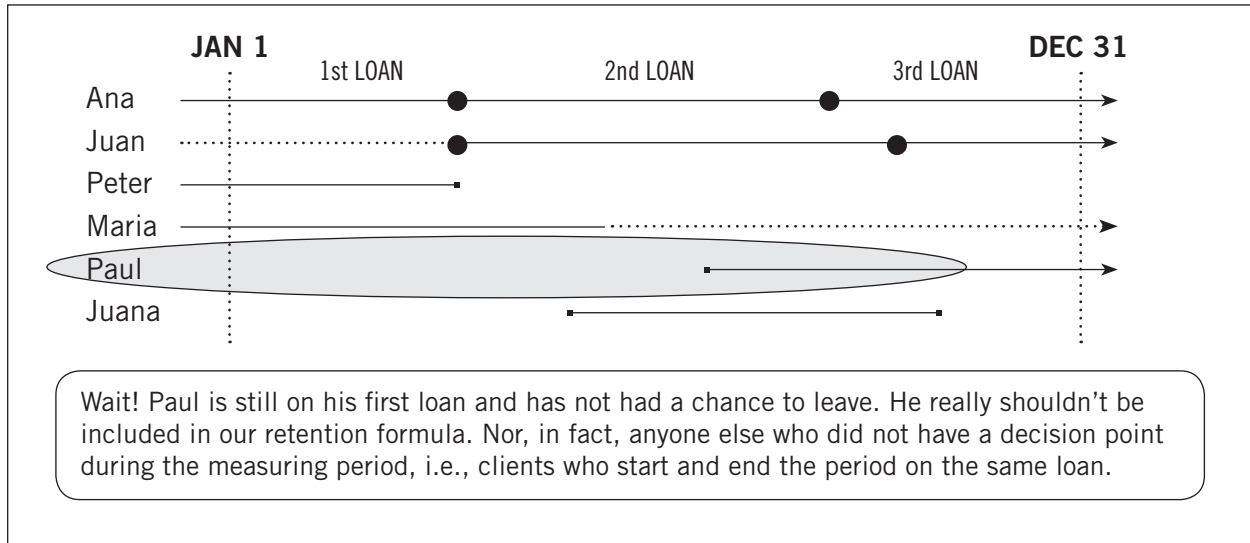 JAN 1 DEC 31
1st LOAN 2nd LOAN 3rd LOAN
Ana
Juan
Peter
Maria
Paul
Juana
Wait! Paul is still on his first loan and has not had a chance to leave. He really shouldn’t be
included in our retention formula. Nor, in fact, anyone else who did not have a decision point
during the measuring period, i.e., clients who start and end the period on the same loan.